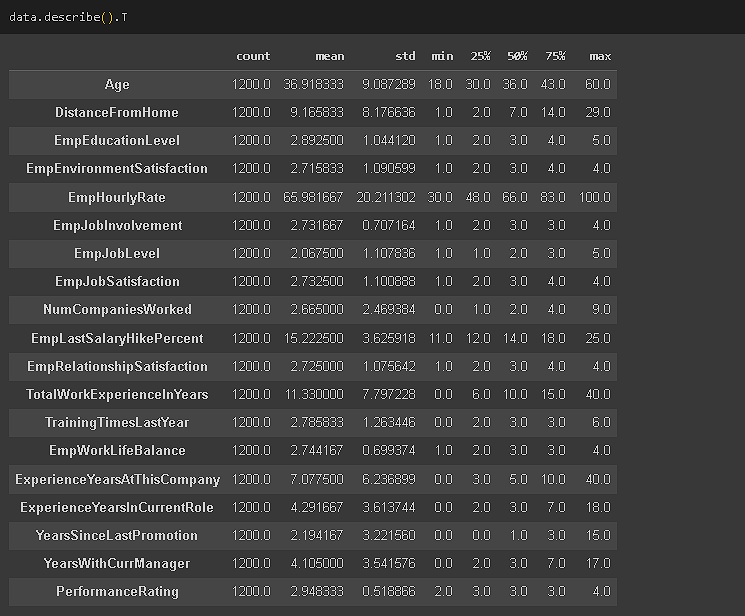 data.describe().T
count mean std min 25% 50% 75% max
Age 1200.0 36.918333 9.087289 18.0 30.0 36.0 43.0 60.0
DistanceFromHome 1200.0 9.165833 8.176636 1.0 2.0 7.0 14.0 29.0
EmpEducationLevel 1200.0 2.892500 1.044120 1.0 2.0 3.0 4.0 5.0
EmpEnvironmentSatisfaction 1200.0 2.715833 1.090599 1.0 2.0 3.0 4.0 4.0
EmpHourlyRate 1200.0 65.981667 20.211302 30.0 48.0 66.0 83.0 100.0
EmpJobInvolvement 1200.0 2.731667 0.707164 1.0 2.0 3.0 3.0 4.0
EmpJobLevel 1200.0 2.067500 1.107836 1.0 1.0 2.0 3.0 5.0
EmpJobSatisfaction 1200.0 2.732500 1.100888 1.0 2.0 3.0 4.0 4.0
NumCompaniesWorked 1200.0 2.665000 2.469384 0.0 1.0 2.0 4.0 9.0
EmpLastSalaryHikePercent 1200.0 15.222500 3.625918 11.0 12.0 14.0 18.0 25.0
EmpRelationshipSatisfaction 1200.0 2.725000 1.075642 1.0 2.0 3.0 4.0 4.0
TotalWorkExperienceInYears 1200.0 11.330000 7.797228 0.0 6.0 10.0 15.0 40.0
TrainingTimesLastYear 1200.0 2.785833 1.263446 0.0 2.0 3.0 3.0 6.0
EmpWorkLifeBalance 1200.0 2.744167 0.699374 1.0 2.0 3.0 3.0 4.0
ExperienceYearsAtThisCompany 1200.0 7.077500 6.236899 0.0 3.0 5.0 10.0 40.0
ExperienceYearsInCurrentRole 1200.0 4.291667 3.613744 0.0 2.0 3.0 7.0 18.0
YearsSinceLastPromotion 1200.0 2.194167 3.221560 0.0 0.0 1.0 3.0 15.0
YearsWithCurrManager 1200.0 4.105000 3.541576 0.0 2.0 3.0 7.0 17.0
PerformanceRating 1200.0 2.948333 0.518866 2.0 3.0 3.0 3.0 4.0